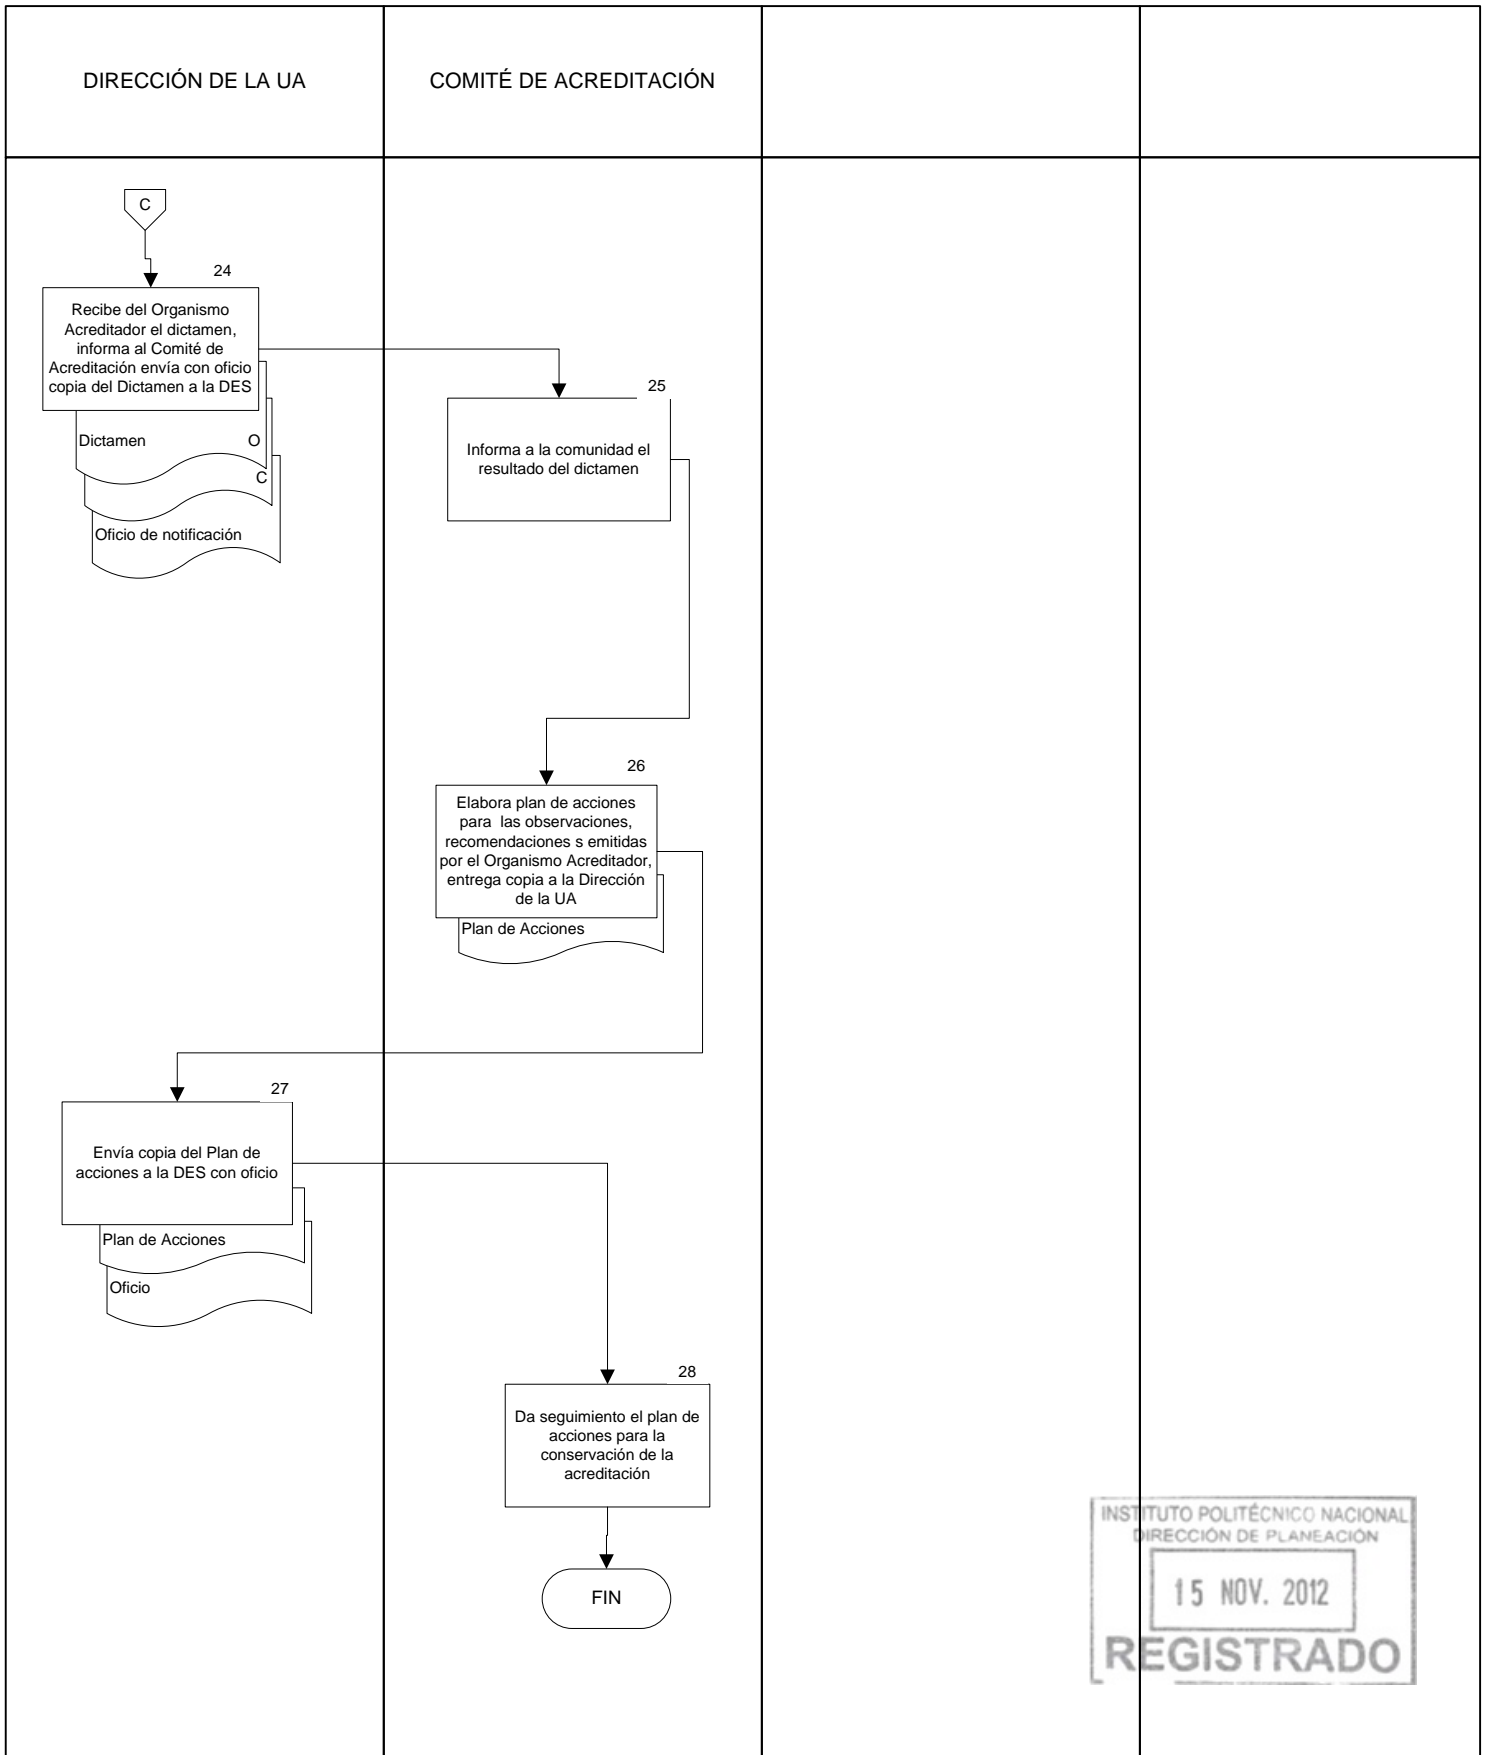 DIRECCIÓN DE LA UA
COMITÉ DE ACREDITACIÓN
C
24
Recibe del Organismo
Acreditador el dictamen,
informa al Comité de
Acreditación envía con oficio
copia del Dictamen a la DES
Dictamen O
C
Oficio de notificación
25
Informa a la comunidad el
resultado del dictamen
26
Elabora plan de acciones
para las observaciones,
recomendaciones s emitidas
por el Organismo Acreditador,
entrega copia a la Dirección
de la UA
Plan de Acciones
27
Envía copia del Plan de
acciones a la DES con oficio
Plan de Acciones
Oficio
28
Da seguimiento el plan de
acciones para la
conservación de la
acreditación
FIN
INSTITUTO POLITÉCNICO NACIONAL
DIRECCIÓN DE PLANEACIÓN
15 NOV. 2012
REGISTRADO